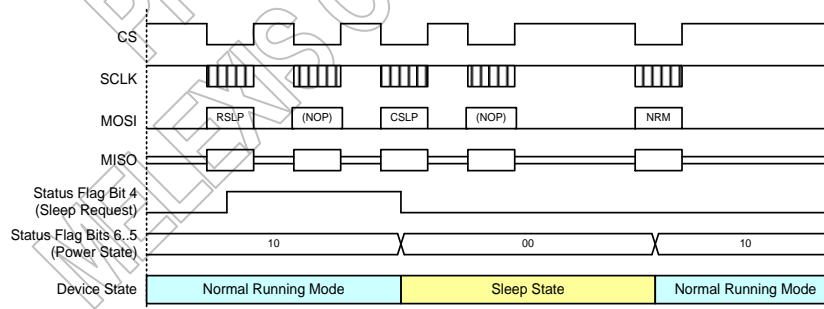 CS
SCLK
MOSI
RSLP
(NOP)
CSLP
(NOP)
NRM
MISO
Status Flag Bit 4
(Sleep Request)
Status Flag Bits 6..5
(Power State)
10
00
10
Device State
Normal Running Mode
Sleep State
Normal Running Mode
MELEXIS